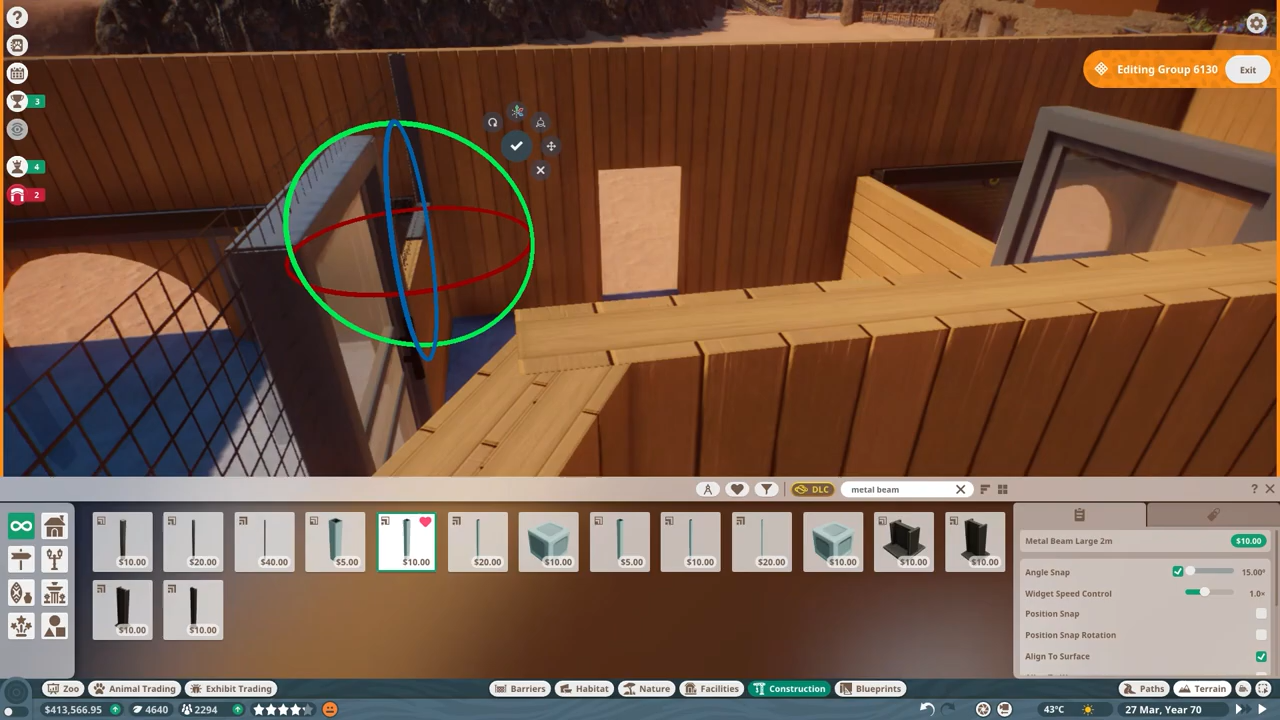 ?
3
4
2
Editing Group 6130
Exit
DLC
metal beam
?
$10.00
$20.00
$40.00
$5.00
$10.00
$20.00
$10.00
$5.00
$10.00
$20.00
$10.00
$10.00
$10.00
$10.00
$10.00
Metal Beam Large 2m
$10.00
Angle Snap
15.00°
Widget Speed Control
1.0×
Position Snap
Position Snap Rotation
Align To Surface
Zoo
Animal Trading
Exhibit Trading
Barriers
Habitat
Nature
Facilities
Construction
Blueprints
Paths
Terrain
$413,566.95
4640
2294
43°C
27 Mar, Year 70